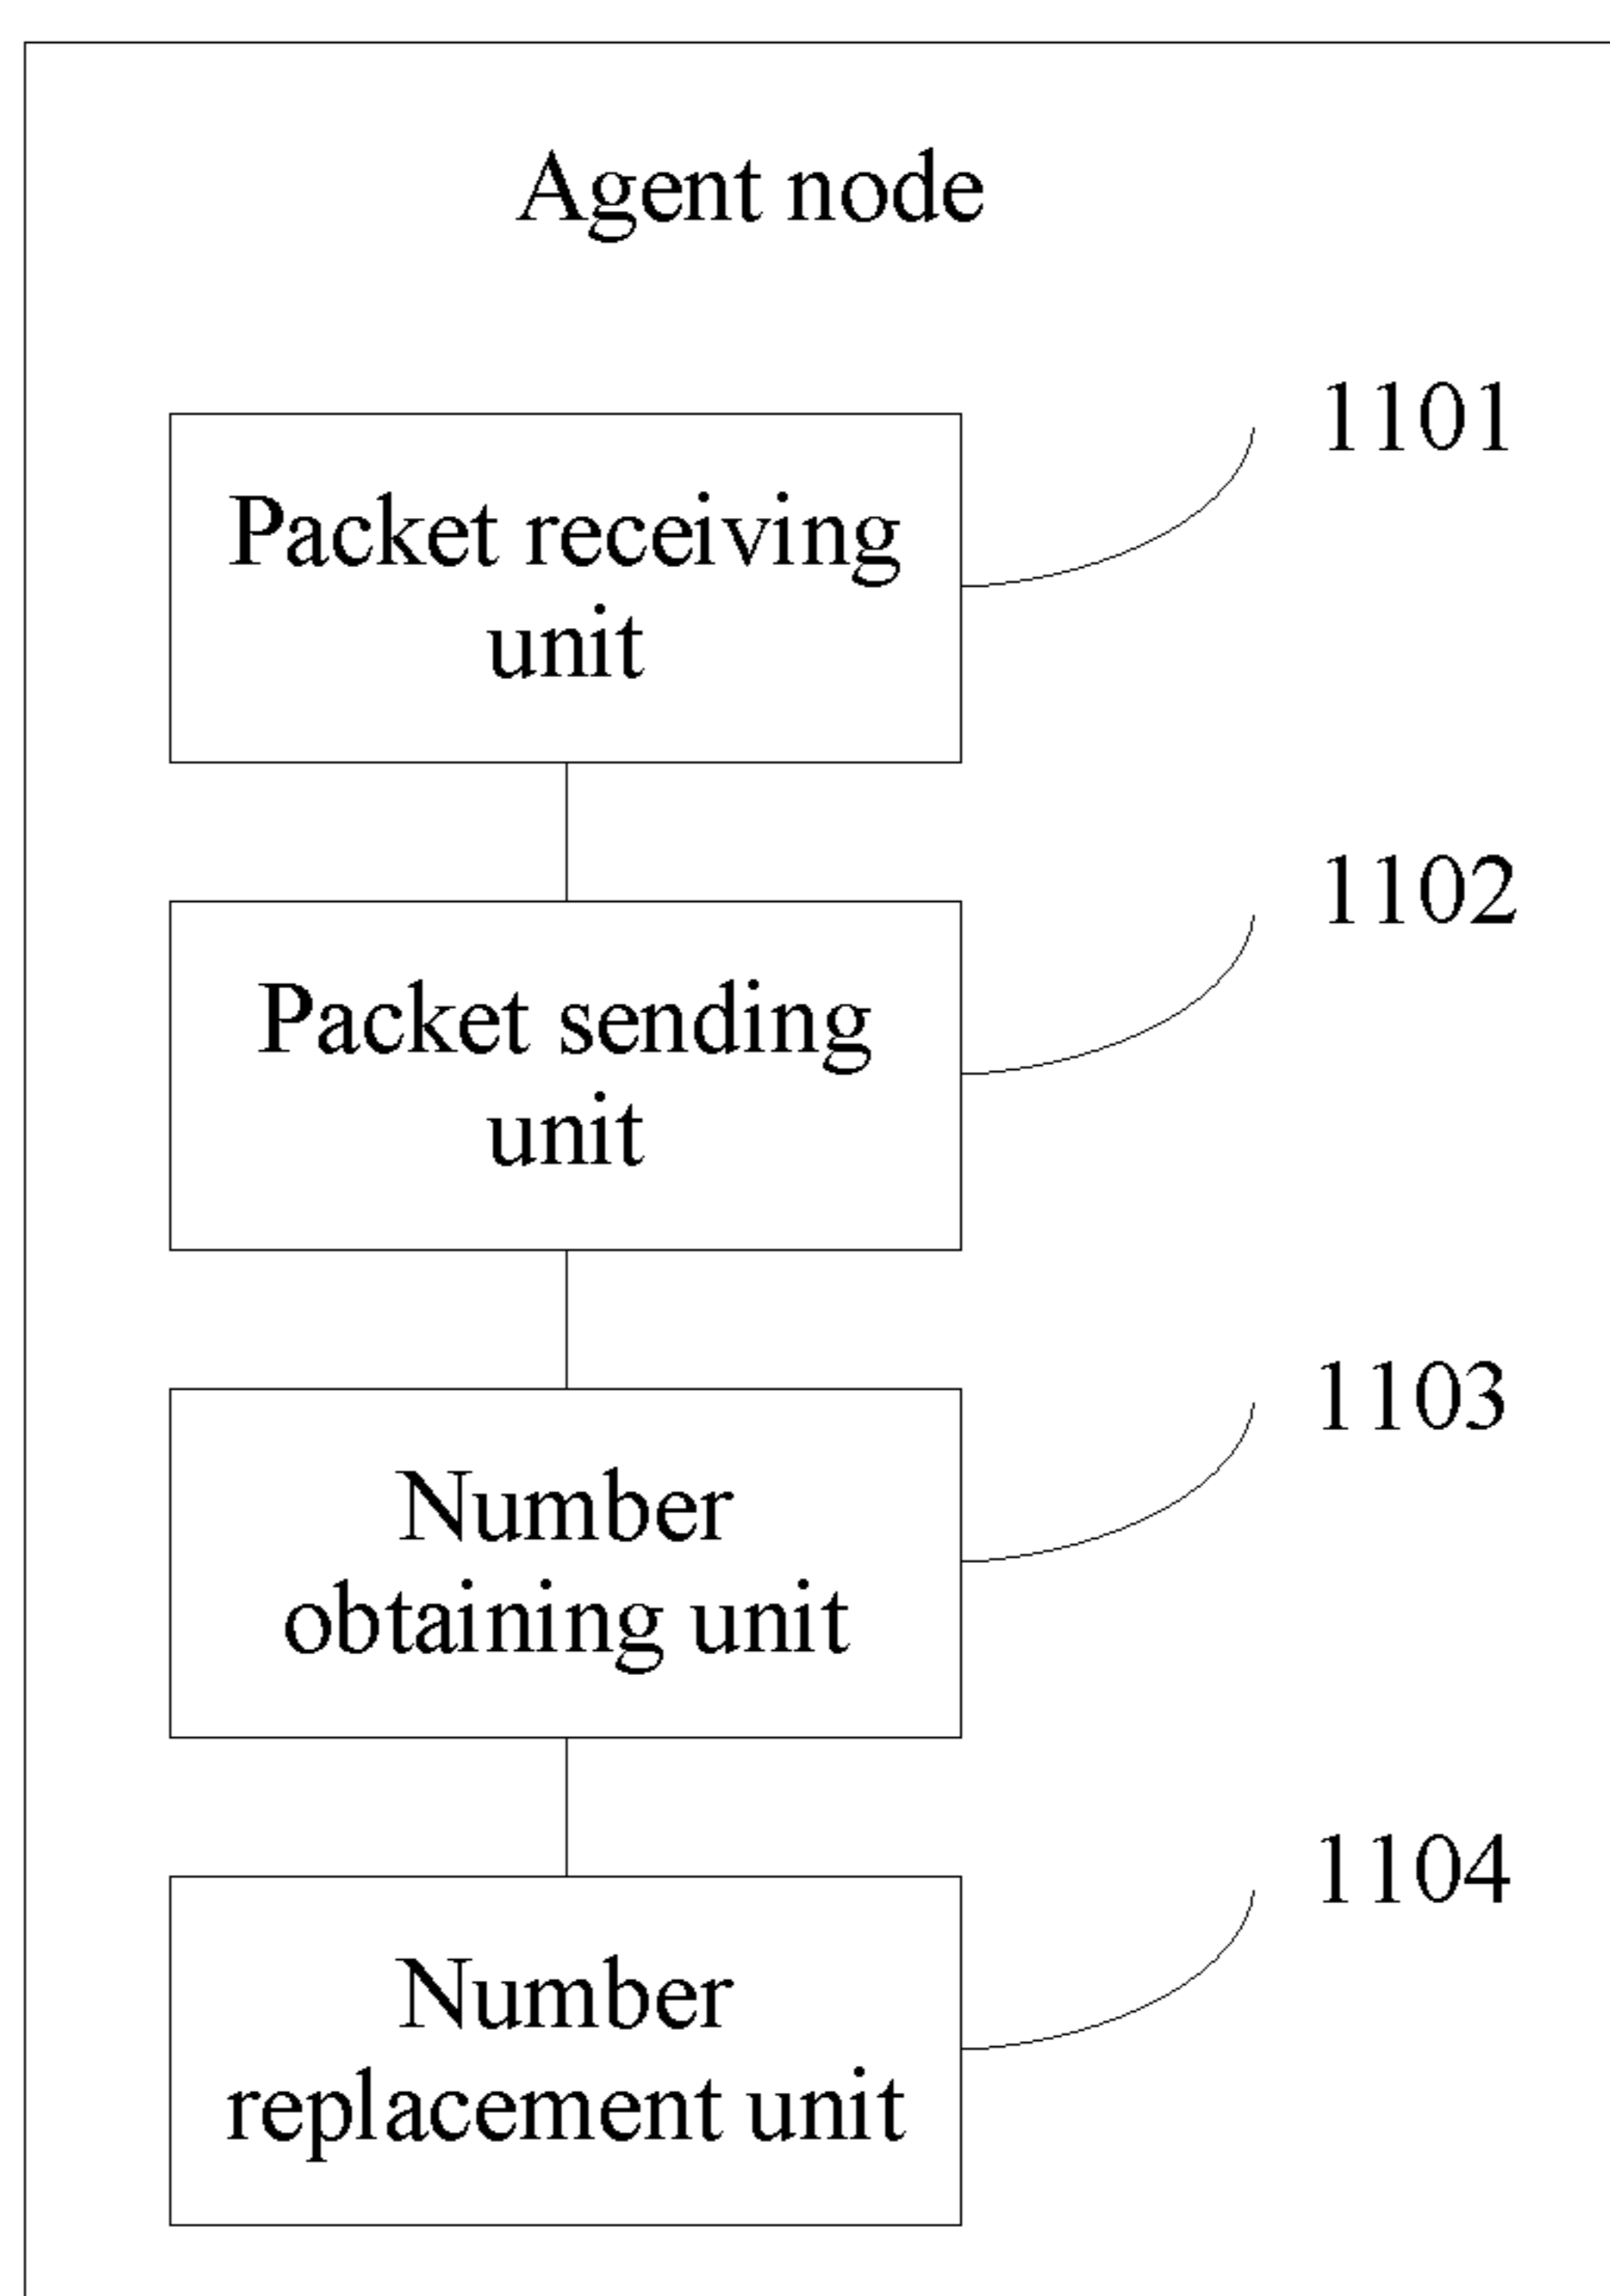 Agent node
1101
Packet receiving
unit
1102
Packet sending
unit
1103
Number
obtaining unit
1104
Number
replacement unit